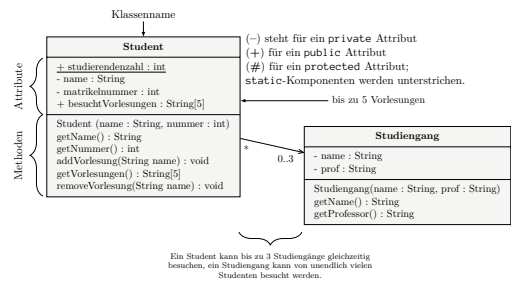 Klassenname
Student
+ studierendenzahl : int
- name : String
- matrikelnummer : int
+ besuchtVorlesungen : String[5]
Student (name : String, nummer : int)
getName() : String
getNummer() : int
addVorlesung(String name) : void
getVorlesungen() : String[5]
removeVorlesung(String name) : void
Attribute
Methoden
(–) steht für ein private Attribut
(+) für ein public Attribut
(#) für ein protected Attribut;
static-Komponenten werden unterstrichen.
bis zu 5 Vorlesungen
*
0..3
Studiengang
- name : String
- prof : String
Studiengang(name : String, prof : String)
getName() : String
getProfessor() : String
Ein Student kann bis zu 3 Studiengänge gleichzeitig
besuchen, ein Studiengang kann von unendlich vielen
Studenten besucht werden.